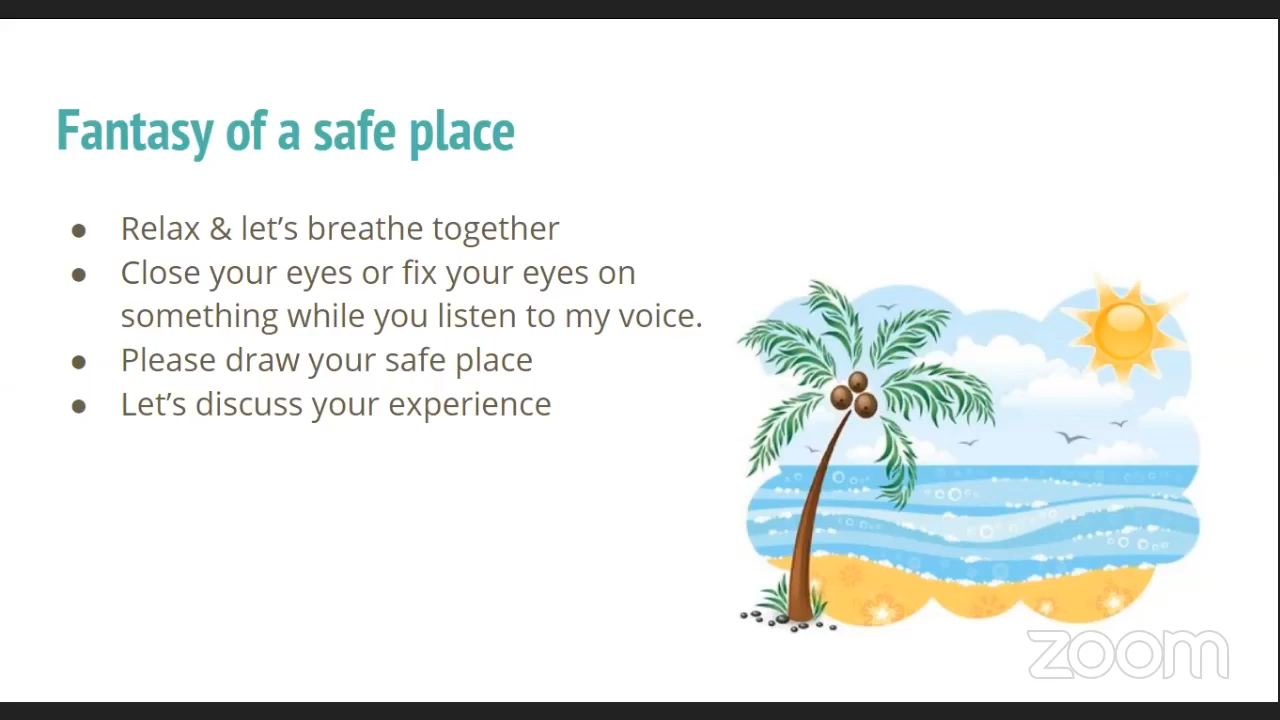 Fantasy of a safe place
● Relax & let's breathe together
● Close your eyes or fix your eyes on
something while you listen to my voice.
● Please draw your safe place
● Let's discuss your experience
zoom